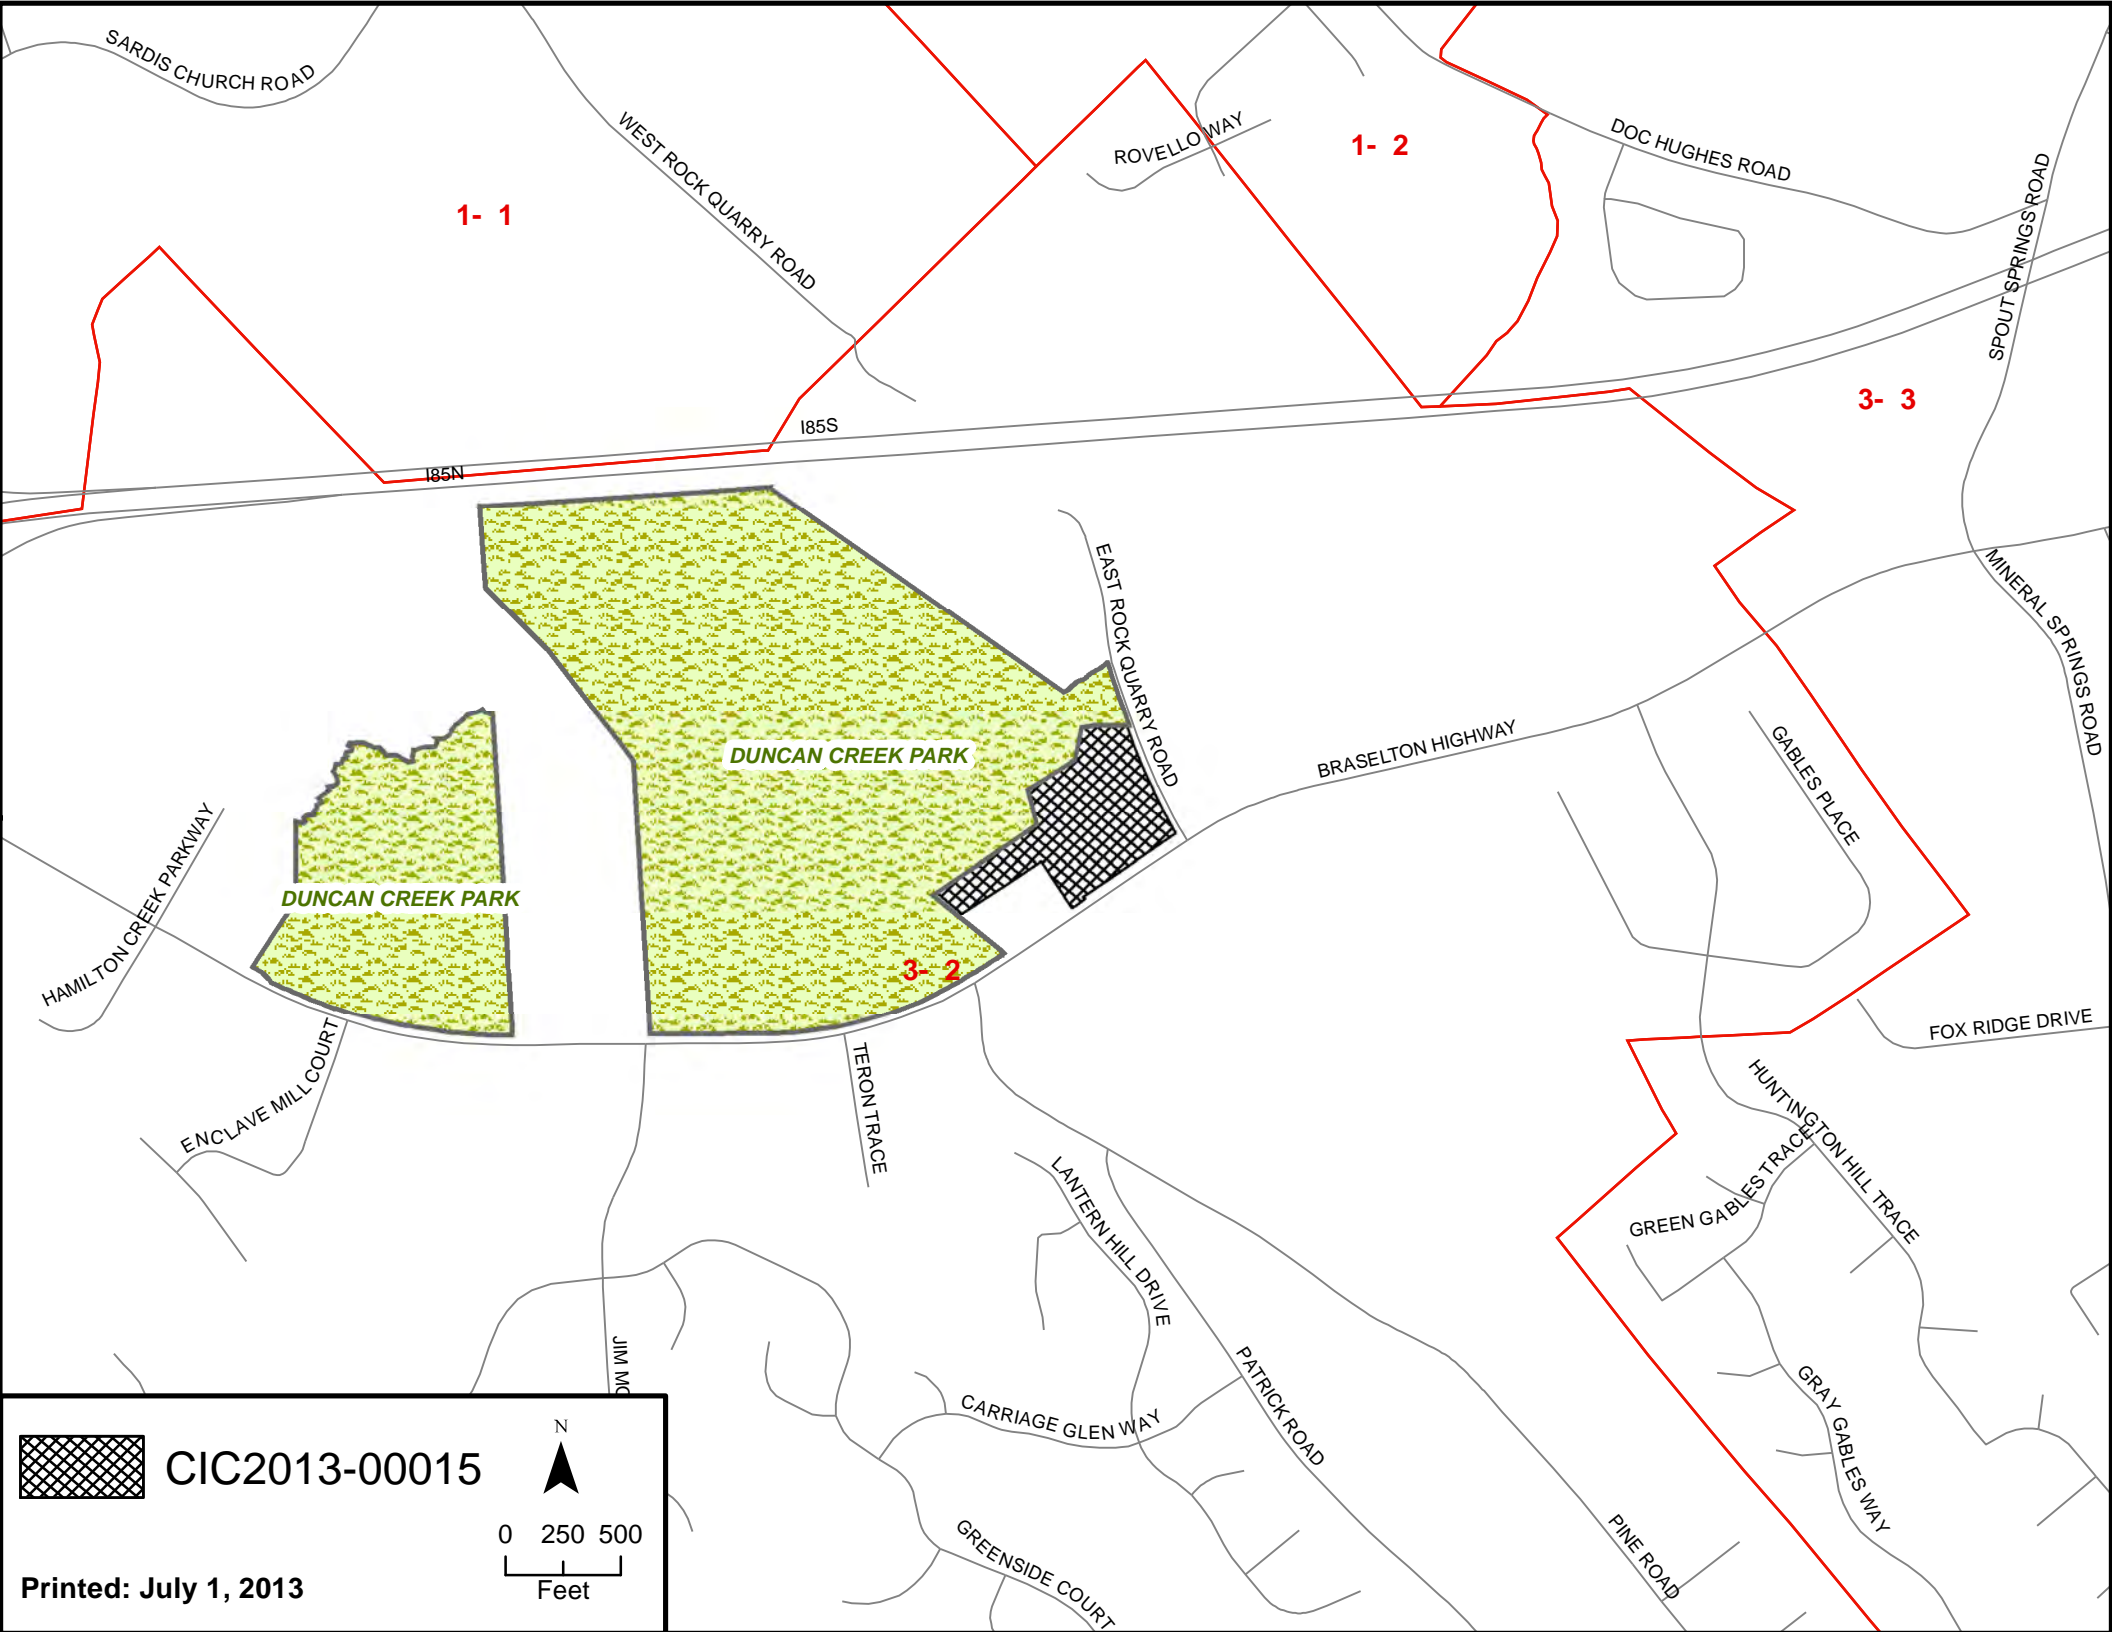 SARDIS CHURCH ROAD
WEST ROCK QUARRY ROAD
ROVELLO WAY
1- 2
DOC HUGHES ROAD
1- 1
SPOUT SPRINGS ROAD
3- 3
I85S
I85N
EAST ROCK QUARRY ROAD
MINERAL SPRINGS ROAD
DUNCAN CREEK PARK
BRASELTON HIGHWAY
GABLES PLACE
HAMILTON CREEK PARKWAY
DUNCAN CREEK PARK
3- 2
FOX RIDGE DRIVE
ENCLAVE MILL COURT
TERON TRACE
HUNTINGTON HILL TRACE
GREEN GABLES TRACE
LANTERN HILL DRIVE
JIM MO
PATRICK ROAD
CARRIAGE GLEN WAY
GRAY GABLES WAY
PINE ROAD
GREENSIDE COURT
CIC2013-00015
N
0 250 500
Feet
Printed: July 1, 2013